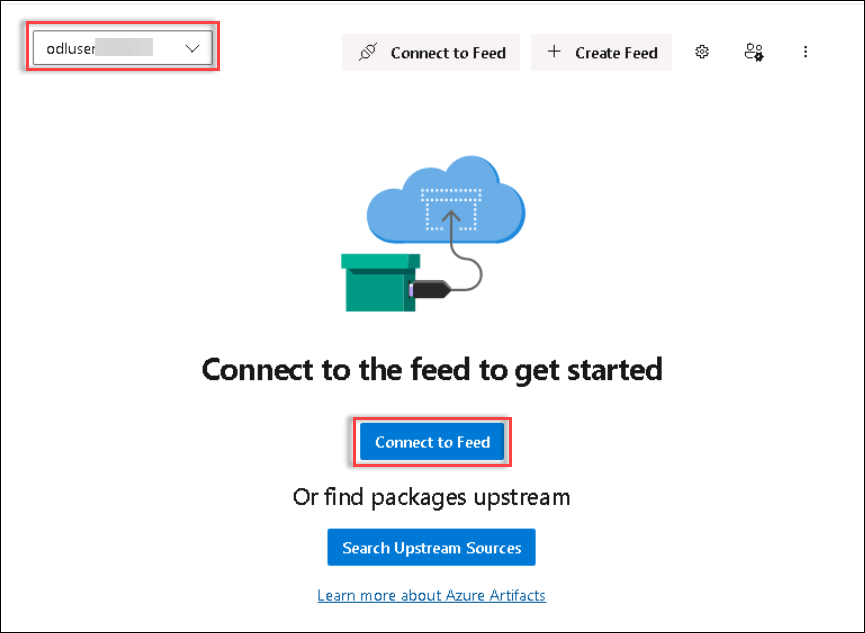 odluser
Connect to Feed
Create Feed
Connect to the feed to get started
Connect to Feed
Or find packages upstream
Search Upstream Sources
Learn more about Azure Artifacts